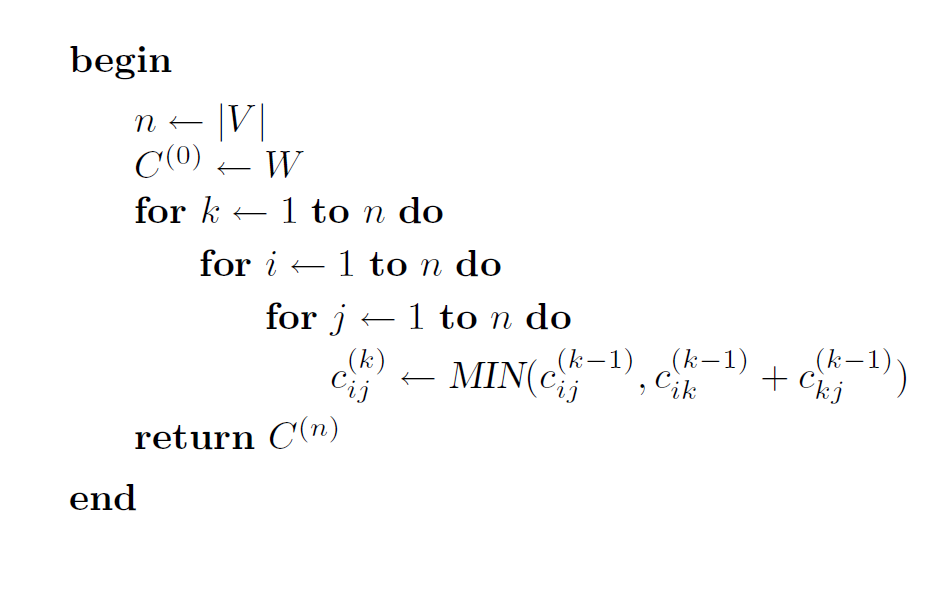 begin
n ← |V|
C^(0) ← W
for k ← 1 to n do
for i ← 1 to n do
for j ← 1 to n do
c_ij^(k) ← MIN(c_ij^(k−1), c_ik^(k−1) + c_kj^(k−1))
return C^(n)
end